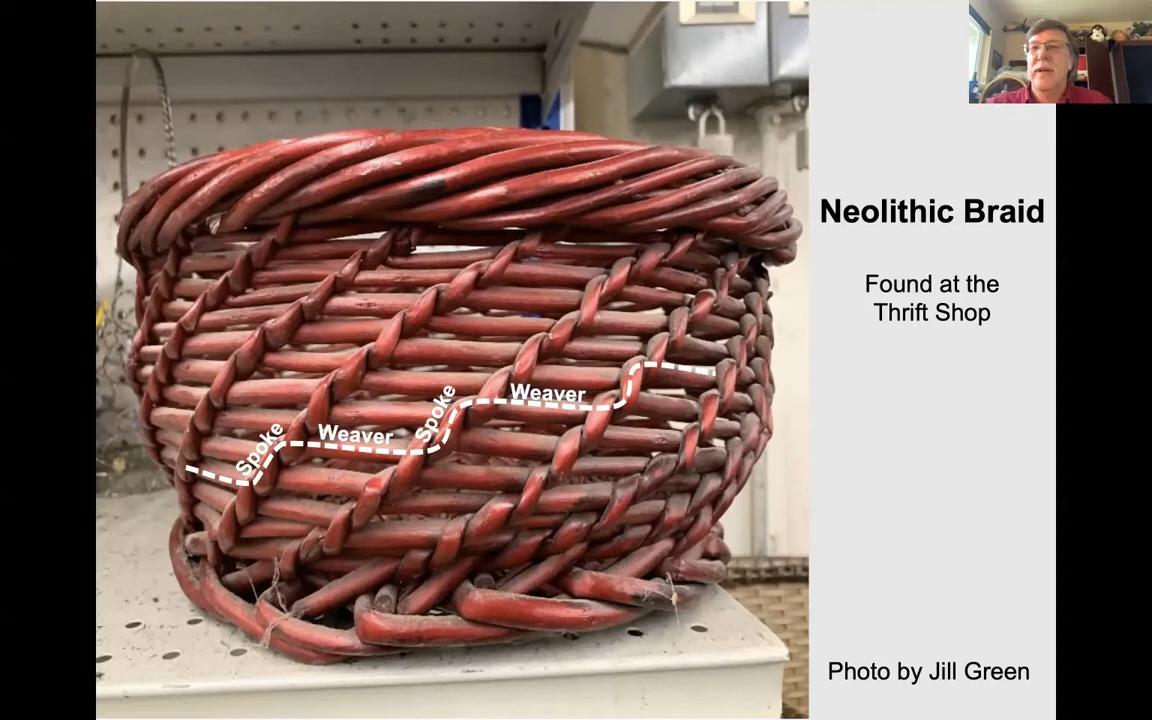 Neolithic Braid
Found at the
Thrift Shop
Spoke
Weaver
Spoke
Weaver
Photo by Jill Green